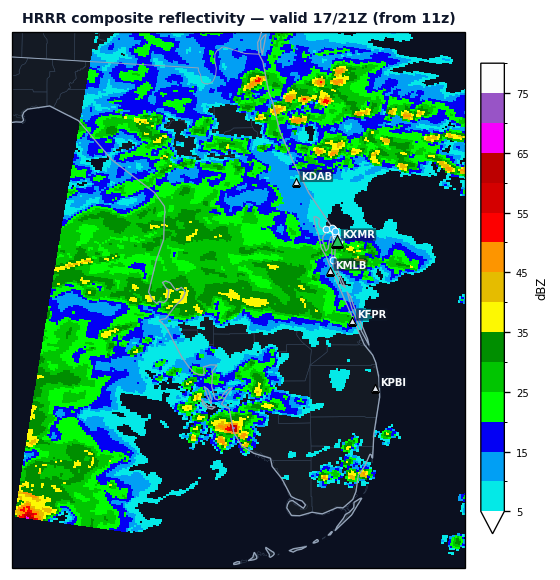 HRRR composite reflectivity — valid 17/21Z (from 11z)
KDAB
KXMR
KMLB
KFPR
KPBI
75
65
55
45
35
25
15
5
dBZ